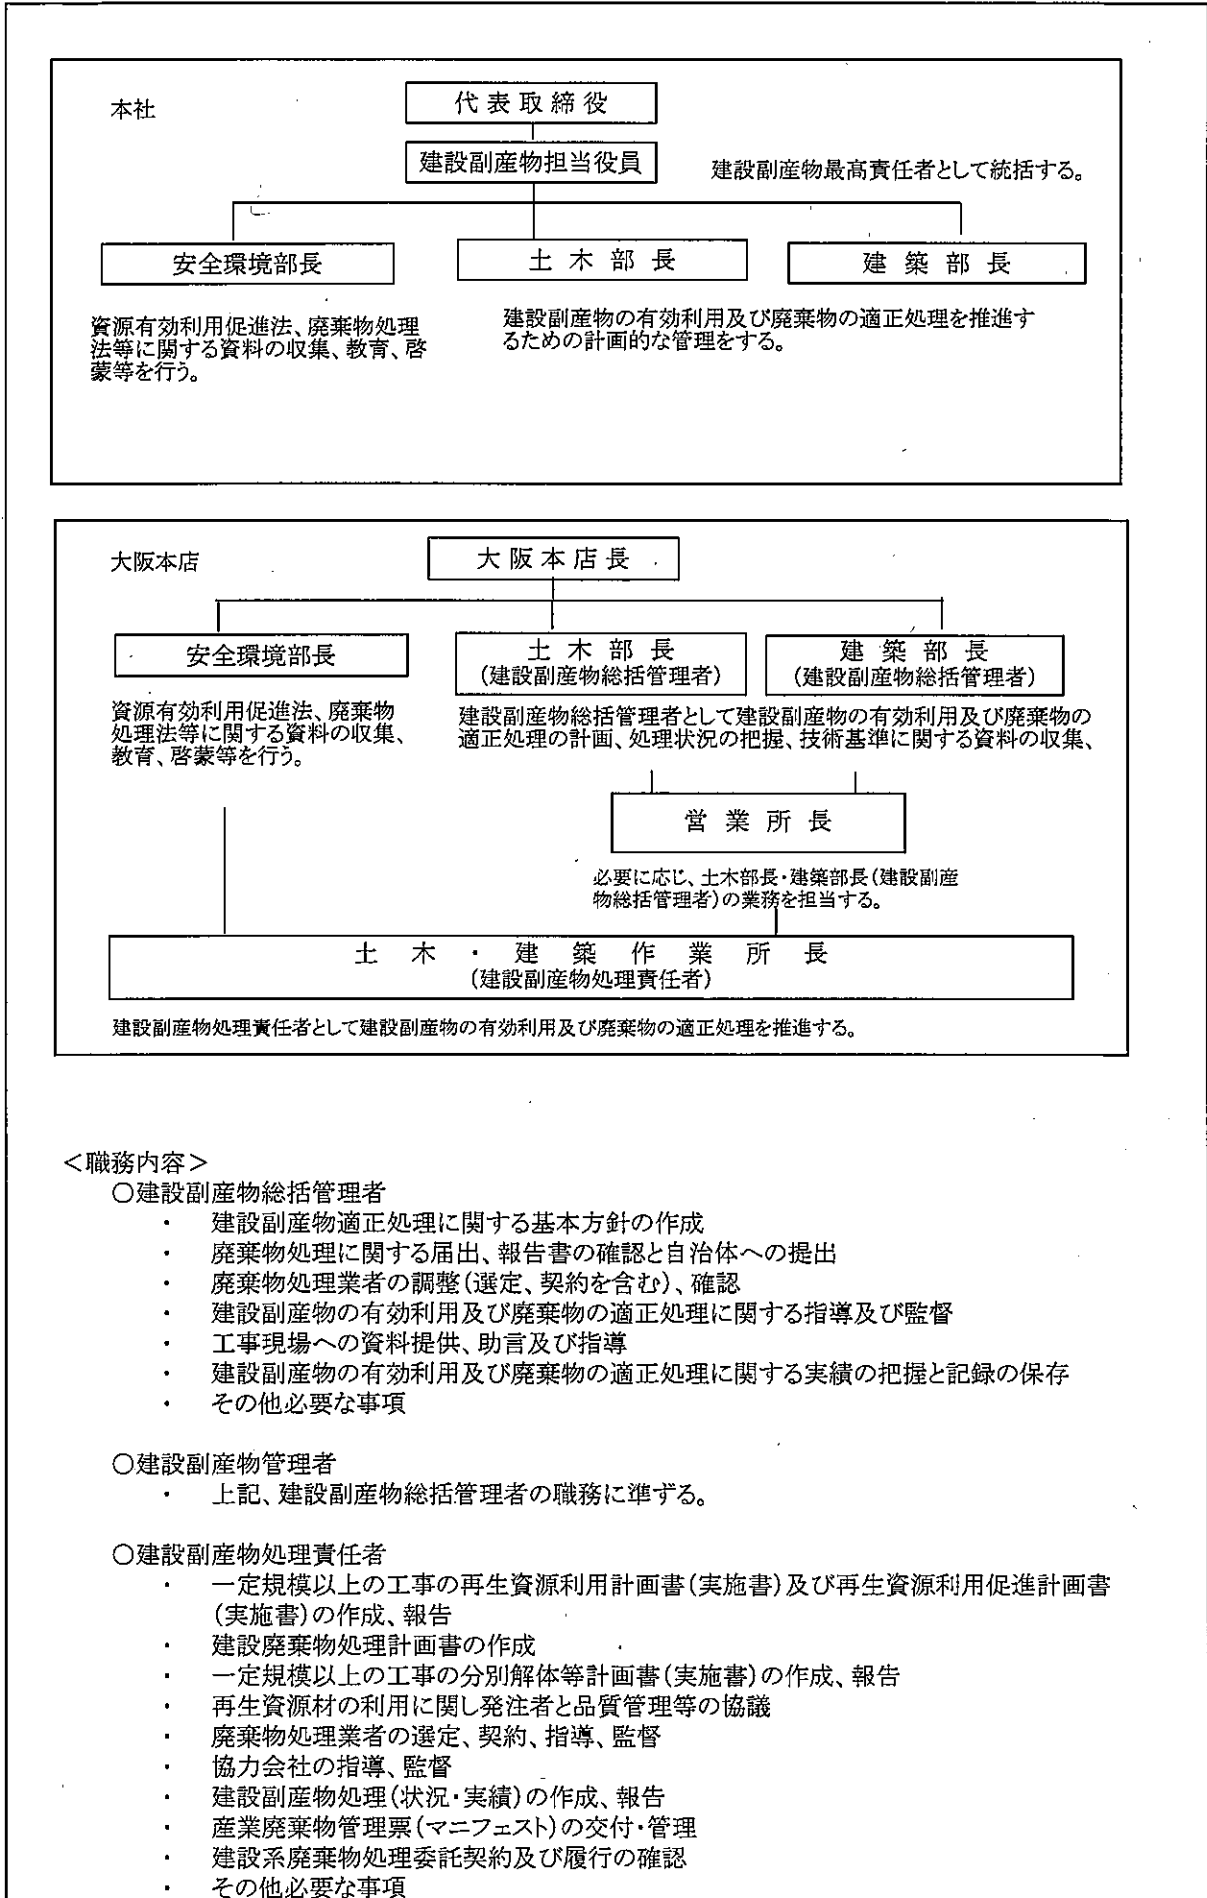 本社
代表取締役
建設副産物担当役員
建設副産物最高責任者として統括する。
安全環境部長
土木部長
建築部長
資源有効利用促進法、廃棄物処理
法等に関する資料の収集、教育、啓
蒙等を行う。
建設副産物の有効利用及び廃棄物の適正処理を推進す
るための計画的な管理をする。
大阪本店
大阪本店長
安全環境部長
土木部長
(建設副産物総括管理者)
建築部長
(建設副産物総括管理者)
資源有効利用促進法、廃棄物
処理法等に関する資料の収集、
教育、啓蒙等を行う。
建設副産物総括管理者として建設副産物の有効利用及び廃棄物の
適正処理の計画、処理状況の把握、技術基準に関する資料の収集、
営業所長
必要に応じ、土木部長・建築部長(建設副産
物総括管理者)の業務を担当する。
土木・建築作業所長
(建設副産物処理責任者)
建設副産物処理責任者として建設副産物の有効利用及び廃棄物の適正処理を推進する。
＜職務内容＞
〇建設副産物総括管理者
・ 建設副産物適正処理に関する基本方針の作成
・ 廃棄物処理に関する届出、報告書の確認と自治体への提出
・ 廃棄物処理業者の調整(選定、契約を含む)、確認
・ 建設副産物の有効利用及び廃棄物の適正処理に関する指導及び監督
・ 工事現場への資料提供、助言及び指導
・ 建設副産物の有効利用及び廃棄物の適正処理に関する実績の把握と記録の保存
・ その他必要な事項
〇建設副産物管理者
・ 上記、建設副産物総括管理者の職務に準ずる。
〇建設副産物処理責任者
・ 一定規模以上の工事の再生資源利用計画書(実施書)及び再生資源利用促進計画書
(実施書)の作成、報告
・ 建設廃棄物処理計画書の作成
・ 一定規模以上の工事の分別解体等計画書(実施書)の作成、報告
・ 再生資源材の利用に関し発注者と品質管理等の協議
・ 廃棄物処理業者の選定、契約、指導、監督
・ 協力会社の指導、監督
・ 建設副産物処理(状況・実績)の作成、報告
・ 産業廃棄物管理票(マニフェスト)の交付・管理
・ 建設系廃棄物処理委託契約及び履行の確認
・ その他必要な事項